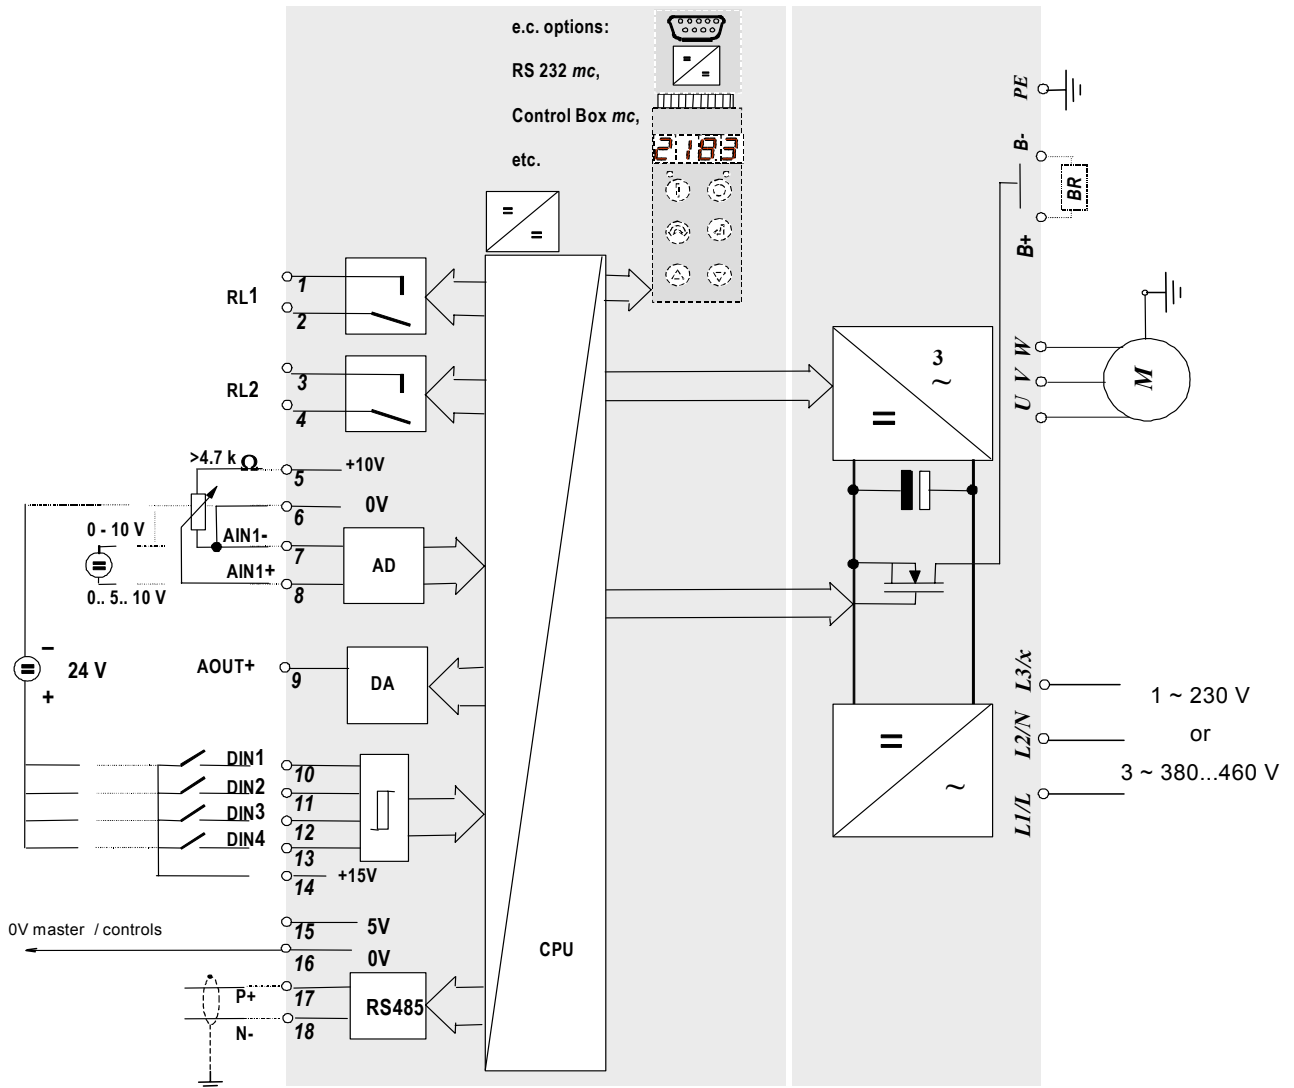 e.c. options:
RS 232 mc,
Control Box mc,
etc.
2183
PE
B-
BR
B+
RL1
1
2
RL2
3
4
3
~
=
W
V
U
M
>4.7 k Ω
5
+10V
6
0V
0 - 10 V
AIN1-
7
AD
AIN1+
8
0.. 5.. 10 V
24 V
−
+
AOUT+
9
DA
L3/x
L2/N
L1/L
1 ~ 230 V
or
3 ~ 380...460 V
=
~
DIN1
10
DIN2
11
DIN3
12
DIN4
13
14
+15V
0V master / controls
15
5V
16
0V
CPU
P+
17
RS485
N-
18